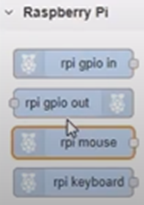 Raspberry Pi
rpi gpio in
rpi gpio out
rpi mouse
rpi keyboard